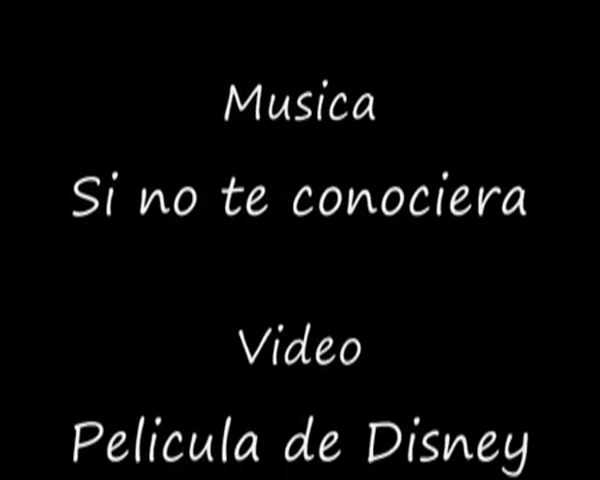 Musica
Si no te conociera
Video
Pelicula de Disney